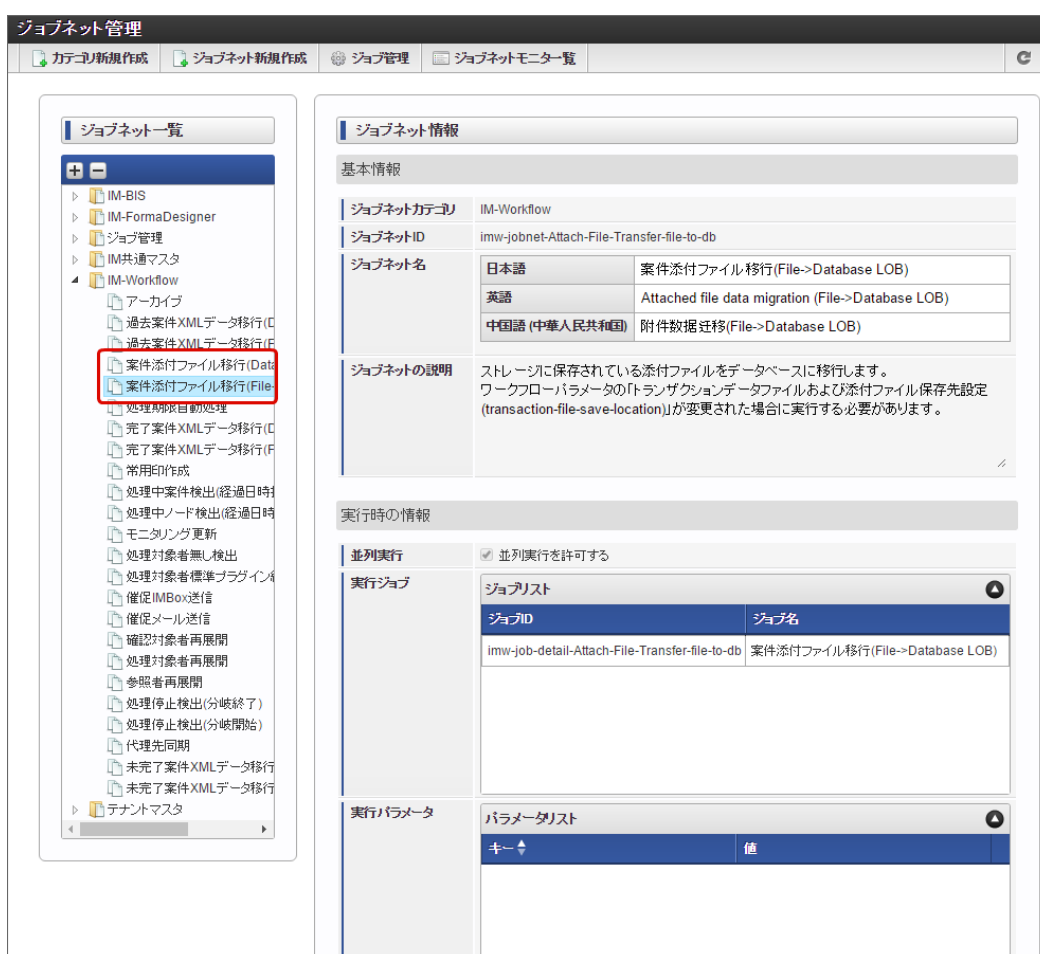 ジョブネット管理
カテゴリ新規作成 ジョブネット新規作成 ジョブ管理 ジョブネットモニター覧
ジョブネット一覧
IM-BIS
IM-FormaDesigner
ジョブ管理
IM共通マスタ
IM-Workflow
アーカイブ
過去案件XMLデータ移行(D
過去案件XMLデータ移行(F
案件添付ファイル移行(Data
案件添付ファイル移行(File-
処理期限自動処理
完了案件XMLデータ移行(D
完了案件XMLデータ移行(F
常用印作成
処理中案件検出(経過日時
処理中ノード検出(経過日時
モニタリング更新
処理対象者無し検出
処理対象者標準プラグイン
催促IMBox送信
催促メール送信
確認対象者再展開
処理対象者再展開
参照者再展開
処理停止検出(分岐終了)
処理停止検出(分岐開始)
代理先同期
未完了案件XMLデータ移行
未完了案件XMLデータ移行
テナントマスタ
ジョブネット情報
基本情報
ジョブネットカテゴリ IM-Workflow
ジョブネットID imw-jobnet-Attach-File-Transfer-file-to-db
ジョブネット名
日本語 案件添付ファイル移行(File->Database LOB)
英語 Attached file data migration (File->Database LOB)
中国語 (中華人民共和国) 附件数据迁移(File->Database LOB)
ジョブネットの説明
ストレージに保存されている添付ファイルをデータベースに移行します。
ワークフローパラメータの「トランザクションデータファイルおよび添付ファイル保存先設定
(transaction-file-save-location)」が変更された場合に実行する必要があります。
実行時の情報
並列実行 並列実行を許可する
実行ジョブ
ジョブリスト
ジョブID ジョブ名
imw-job-detail-Attach-File-Transfer-file-to-db 案件添付ファイル移行(File->Database LOB)
実行パラメータ
パラメータリスト
キー 値